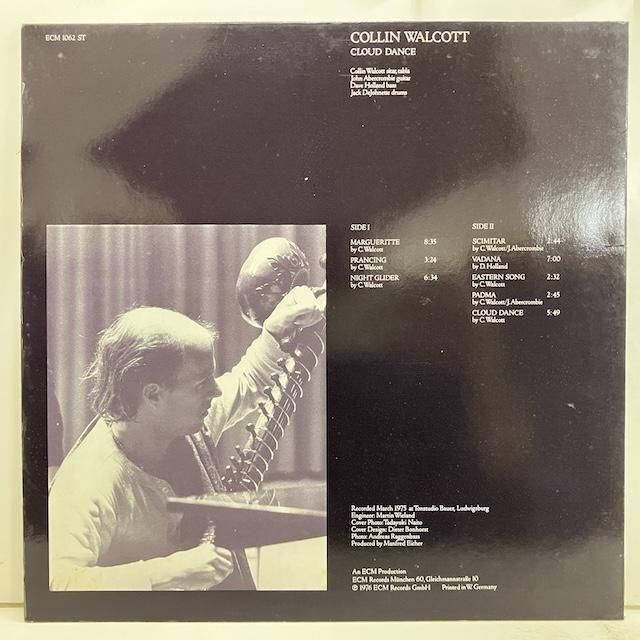 ECM 1062 ST
COLLIN WALCOTT
CLOUD DANCE
Collin Walcott sitar, tabla
John Abercrombie guitar
Dave Holland bass
Jack DeJohnette drums
SIDE I
MARGUERITTE 8:35
by C. Walcott
PRANCING 3:24
by C. Walcott
NIGHT GLIDER 6:34
by C. Walcott
SIDE II
SCIMITAR :44
by C. Walcott/J. Abercrombie
VADANA 7:00
by D. Holland
EASTERN SONG 2:32
by C. Walcott
PADMA 2:45
by C. Walcott/J. Abercrombie
CLOUD DANCE 5:49
by C. Walcott
Recorded March 1975 at Tonstudio Bauer, Ludwigsburg
Engineer: Martin Wieland
Cover Photo: Tadayuki Naito
Cover Design: Dieter Bonhorst
Photo: Andreas Raggenbass
Produced by Manfred Eicher
An ECM Production
ECM Records München 60, Gleichmannstraße 10
℗ 1976 ECM Records GmbH Printed in W. Germany